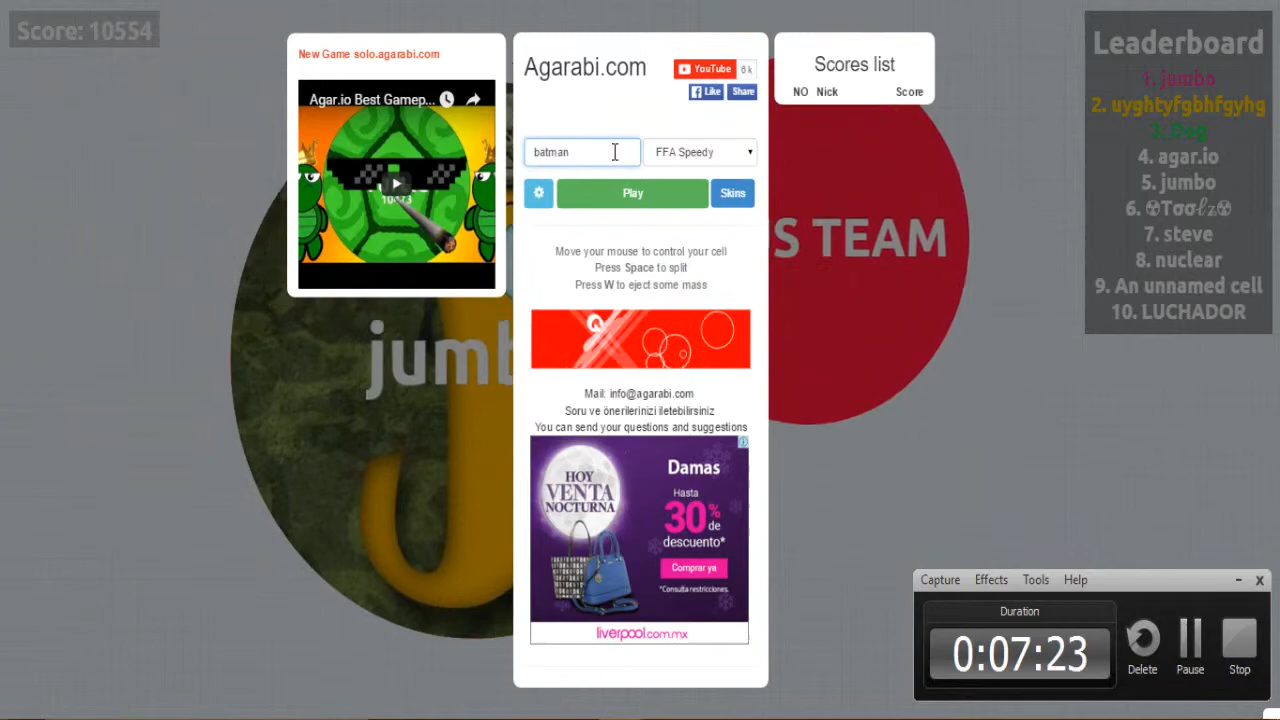 Score: 10554
New Game solo.agarabi.com
Agar.io Best Gamep...
Agarabi.com
YouTube 6k
Like Share
batman
FFA Speedy
Play
Skins
Move your mouse to control your cell
Press Space to split
Press W to eject some mass
Mail: info@agarabi.com
Soru ve önerilerinizi iletebilirsiniz
You can send your questions and suggestions
HOY
VENTA
NOCTURNA
Damas
Hasta
30% de
descuento*
Comprar ya
*Consulta restricciones.
liverpool.com.mx
Scores list
NO Nick Score
jumb
S TEAM
Leaderboard
1. jumbo
2. uyghtyfgbhfgyhg
3. Dag
4. agar.io
5. jumbo
6. ☢Tσσℓz☢
7. steve
8. nuclear
9. An unnamed cell
10. LUCHADOR
Capture Effects Tools Help
Duration
0:07:23
Delete Pause Stop